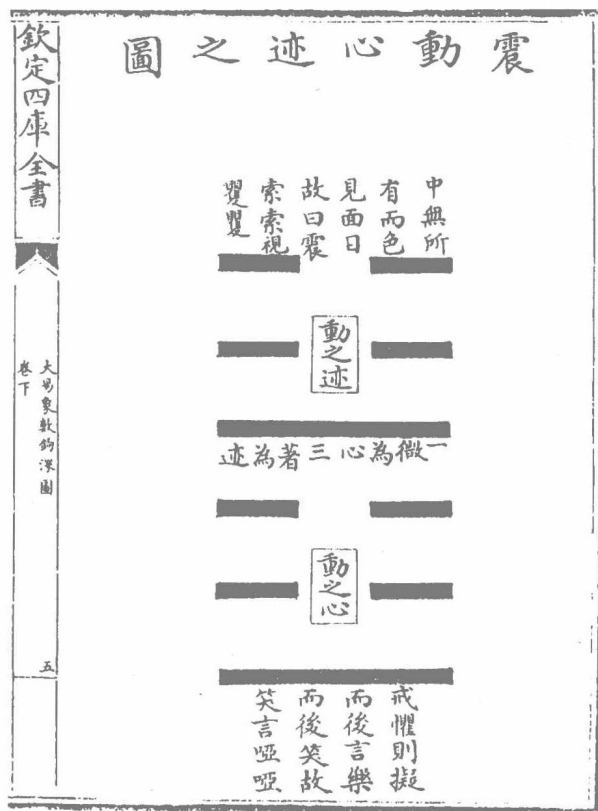 震動心迹之圖
中無所
有而色
見面目
故曰震
索索視
矍矍
動之迹
一微為心三著為迹
動之心
戒懼則擬
而後言樂
而後笑故
笑言啞啞
欽定四庫全書
大易象數鉤深圖
卷下
五